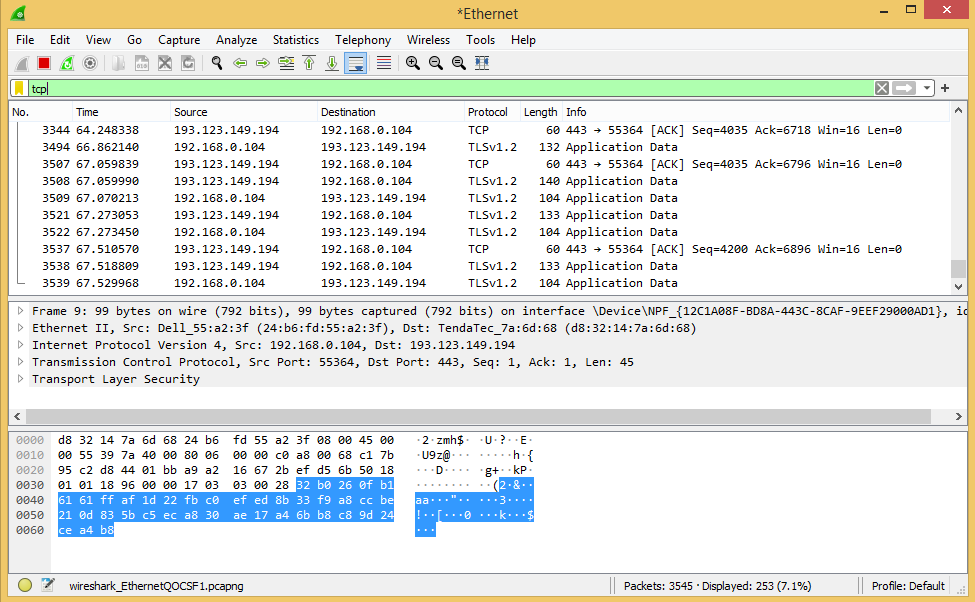 *Ethernet
File Edit View Go Capture Analyze Statistics Telephony Wireless Tools Help
tcp
No. Time Source Destination Protocol Length Info
3344 64.248338 193.123.149.194 192.168.0.104 TCP 60 443 → 55364 [ACK] Seq=4035 Ack=6718 Win=16 Len=0
3494 66.862140 192.168.0.104 193.123.149.194 TLSv1.2 132 Application Data
3507 67.059839 193.123.149.194 192.168.0.104 TCP 60 443 → 55364 [ACK] Seq=4035 Ack=6796 Win=16 Len=0
3508 67.059990 193.123.149.194 192.168.0.104 TLSv1.2 140 Application Data
3509 67.070213 192.168.0.104 193.123.149.194 TLSv1.2 104 Application Data
3521 67.273053 193.123.149.194 192.168.0.104 TLSv1.2 133 Application Data
3522 67.273450 192.168.0.104 193.123.149.194 TLSv1.2 104 Application Data
3537 67.510570 193.123.149.194 192.168.0.104 TCP 60 443 → 55364 [ACK] Seq=4200 Ack=6896 Win=16 Len=0
3538 67.518809 193.123.149.194 192.168.0.104 TLSv1.2 133 Application Data
3539 67.529968 192.168.0.104 193.123.149.194 TLSv1.2 104 Application Data
Frame 9: 99 bytes on wire (792 bits), 99 bytes captured (792 bits) on interface \Device\NPF_{12C1A08F-BD8A-443C-8CAF-9EEF29000AD1}, id
Ethernet II, Src: Dell_55:a2:3f (24:b6:fd:55:a2:3f), Dst: TendaTec_7a:6d:68 (d8:32:14:7a:6d:68)
Internet Protocol Version 4, Src: 192.168.0.104, Dst: 193.123.149.194
Transmission Control Protocol, Src Port: 55364, Dst Port: 443, Seq: 1, Ack: 1, Len: 45
Transport Layer Security
0000 d8 32 14 7a 6d 68 24 b6 fd 55 a2 3f 08 00 45 00 ·2·zmh$· ·U·?··E·
0010 00 55 39 7a 40 00 80 06 00 00 c0 a8 00 68 c1 7b ·U9z@··· ·····h·{
0020 95 c2 d8 44 01 bb a9 a2 16 67 2b ef d5 6b 50 18 ···D···· ·g+··kP·
0030 01 01 18 96 00 00 17 03 03 00 28 32 b0 26 0f b1 ········ ··(2·&··
0040 61 61 ff af 1d 22 fb c0 ef ed 8b 33 f9 a8 cc be aa···"·· ···3····
0050 21 0d 83 5b c5 ec a8 30 ae 17 a4 6b b8 c8 9d 24 !··[···0 ···k···$
0060 ce a4 b8 ···
wireshark_EthernetQOCSF1.pcapng Packets: 3545 · Displayed: 253 (7.1%) Profile: Default